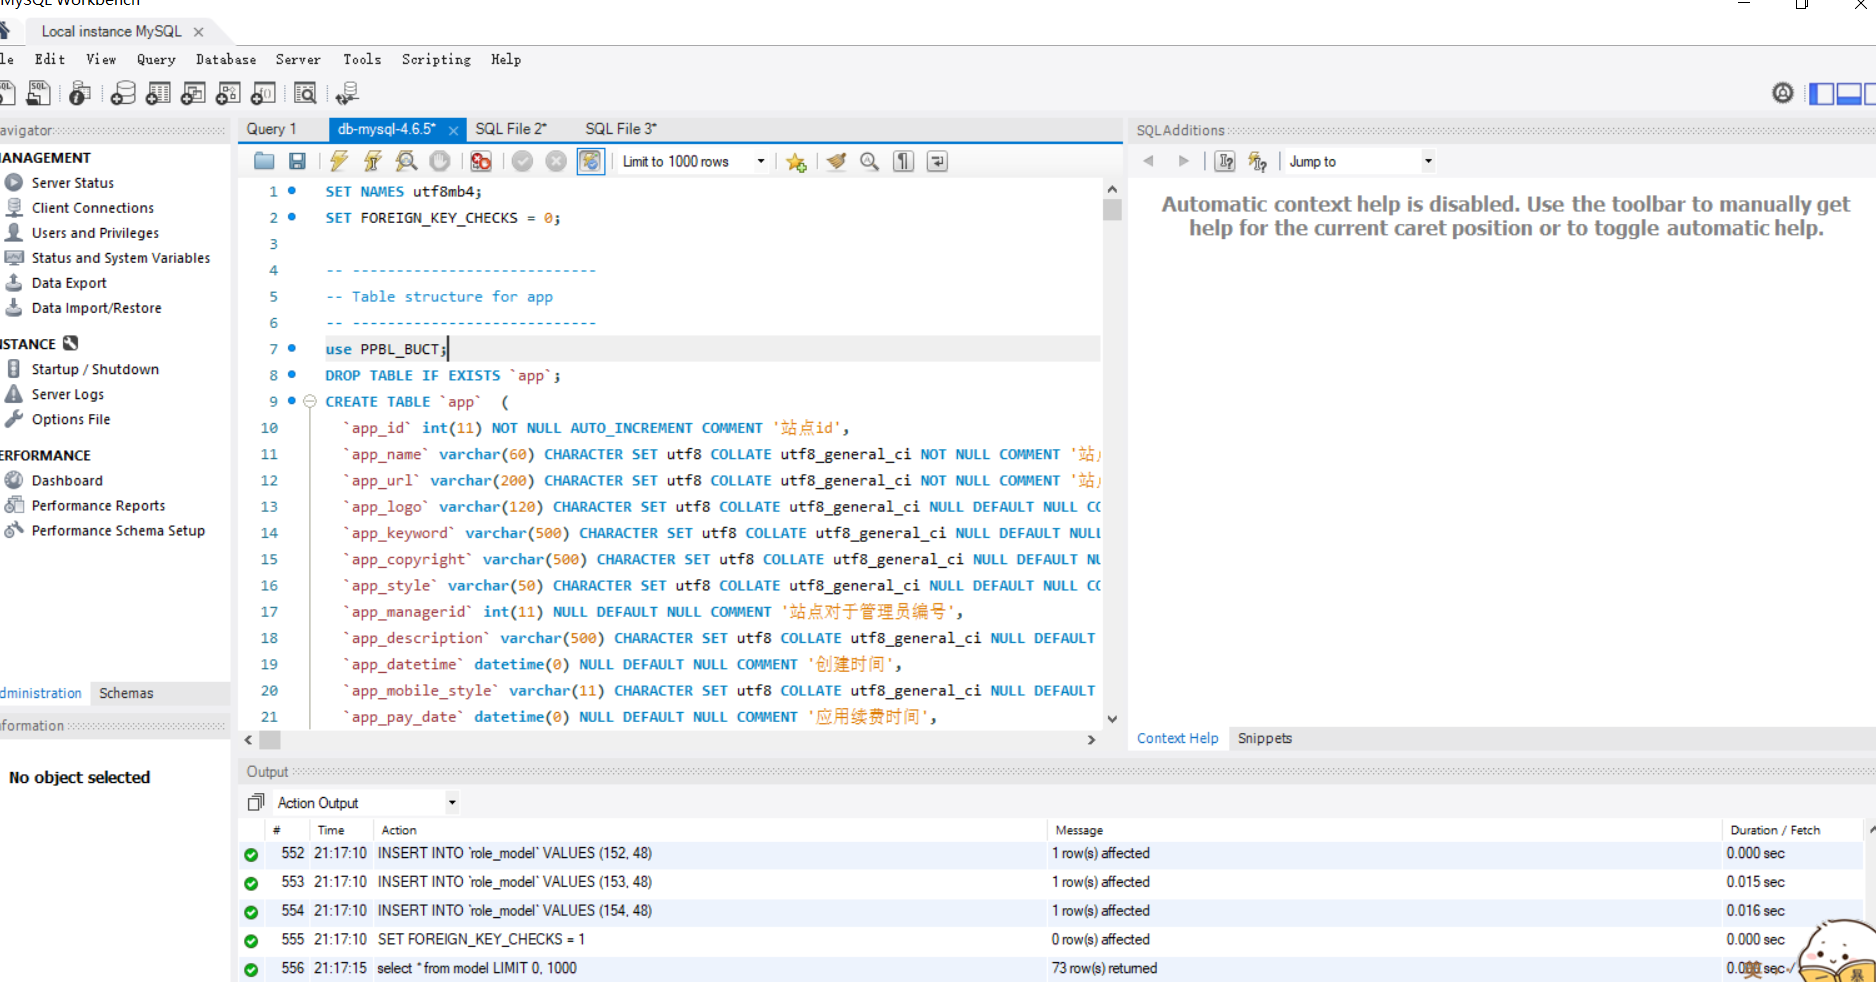 MySQL Workbench
Local instance MySQL
le Edit View Query Database Server Tools Scripting Help
avigator
ANAGEMENT
Server Status
Client Connections
Users and Privileges
Status and System Variables
Data Export
Data Import/Restore
NSTANCE
Startup / Shutdown
Server Logs
Options File
ERFORMANCE
Dashboard
Performance Reports
Performance Schema Setup
dministration Schemas
nformation
No object selected
Query 1 db-mysql-4.6.5* SQL File 2* SQL File 3*
Limit to 1000 rows
1 SET NAMES utf8mb4;
2 SET FOREIGN_KEY_CHECKS = 0;
3
4 -- ----------------------------
5 -- Table structure for app
6 -- ----------------------------
7 use PPBL_BUCT;
8 DROP TABLE IF EXISTS `app`;
9 CREATE TABLE `app`  (
10 `app_id` int(11) NOT NULL AUTO_INCREMENT COMMENT '站点id',
11 `app_name` varchar(60) CHARACTER SET utf8 COLLATE utf8_general_ci NOT NULL COMMENT '站
12 `app_url` varchar(200) CHARACTER SET utf8 COLLATE utf8_general_ci NOT NULL COMMENT '站
13 `app_logo` varchar(120) CHARACTER SET utf8 COLLATE utf8_general_ci NULL DEFAULT NULL CO
14 `app_keyword` varchar(500) CHARACTER SET utf8 COLLATE utf8_general_ci NULL DEFAULT NULL
15 `app_copyright` varchar(500) CHARACTER SET utf8 COLLATE utf8_general_ci NULL DEFAULT NU
16 `app_style` varchar(50) CHARACTER SET utf8 COLLATE utf8_general_ci NULL DEFAULT NULL CO
17 `app_managerid` int(11) NULL DEFAULT NULL COMMENT '站点对于管理员编号',
18 `app_description` varchar(500) CHARACTER SET utf8 COLLATE utf8_general_ci NULL DEFAULT
19 `app_datetime` datetime(0) NULL DEFAULT NULL COMMENT '创建时间',
20 `app_mobile_style` varchar(11) CHARACTER SET utf8 COLLATE utf8_general_ci NULL DEFAULT
21 `app_pay_date` datetime(0) NULL DEFAULT NULL COMMENT '应用续费时间',
SQLAdditions
Jump to
Automatic context help is disabled. Use the toolbar to manually get
help for the current caret position or to toggle automatic help.
Context Help Snippets
Output
Action Output
# Time Action Message Duration / Fetch
552 21:17:10 INSERT INTO `role_model` VALUES (152, 48) 1 row(s) affected 0.000 sec
553 21:17:10 INSERT INTO `role_model` VALUES (153, 48) 1 row(s) affected 0.015 sec
554 21:17:10 INSERT INTO `role_model` VALUES (154, 48) 1 row(s) affected 0.016 sec
555 21:17:10 SET FOREIGN_KEY_CHECKS = 1 0 row(s) affected 0.000 sec
556 21:17:15 select * from model LIMIT 0, 1000 73 row(s) returned 0.000 sec